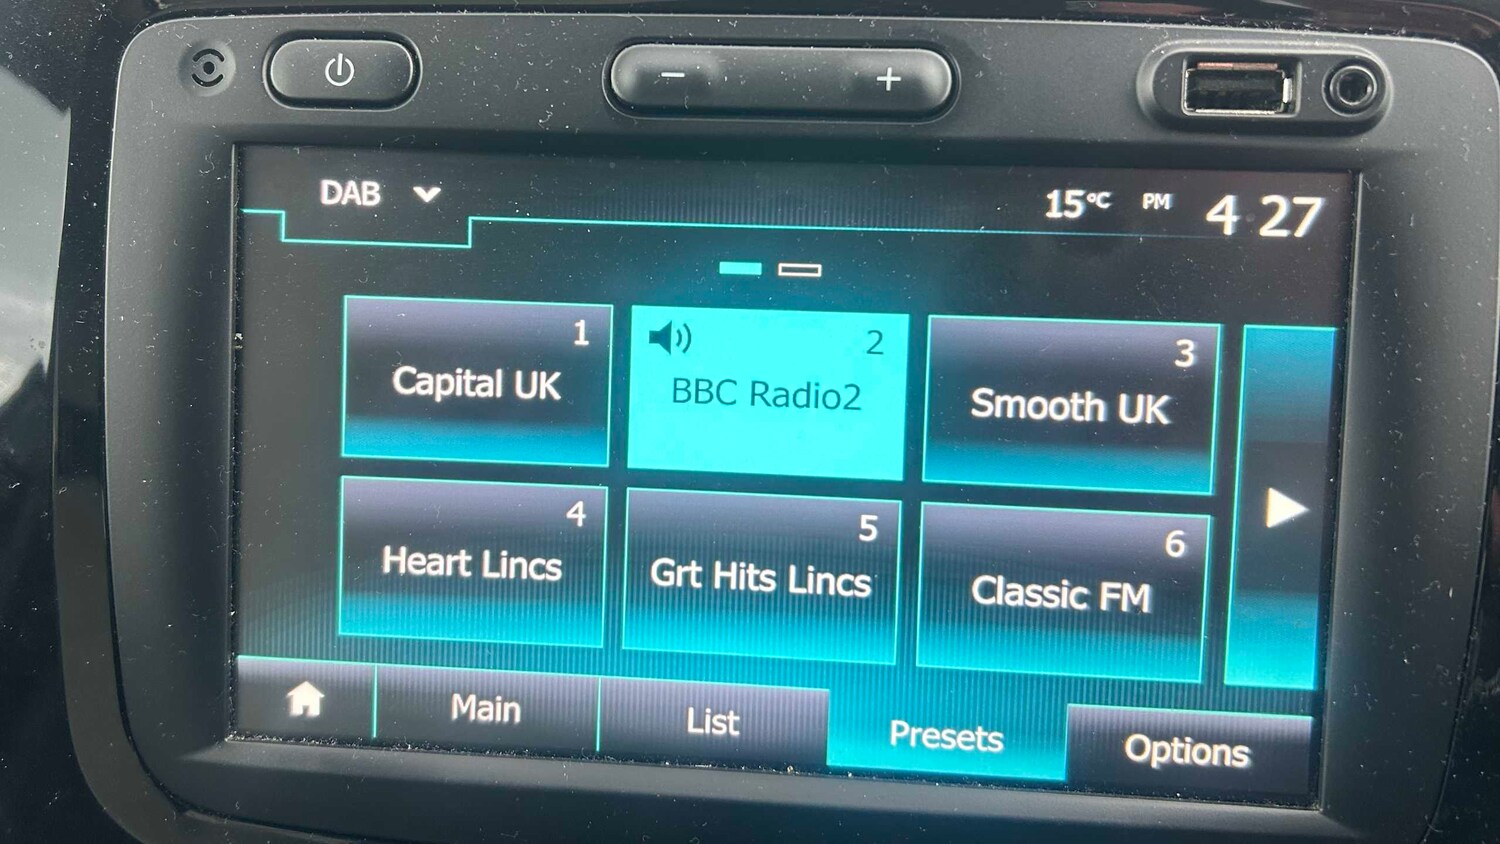 DAB
15°C PM 4:27
1
Capital UK
2
BBC Radio2
3
Smooth UK
4
Heart Lincs
5
Grt Hits Lincs
6
Classic FM
Main
List
Presets
Options